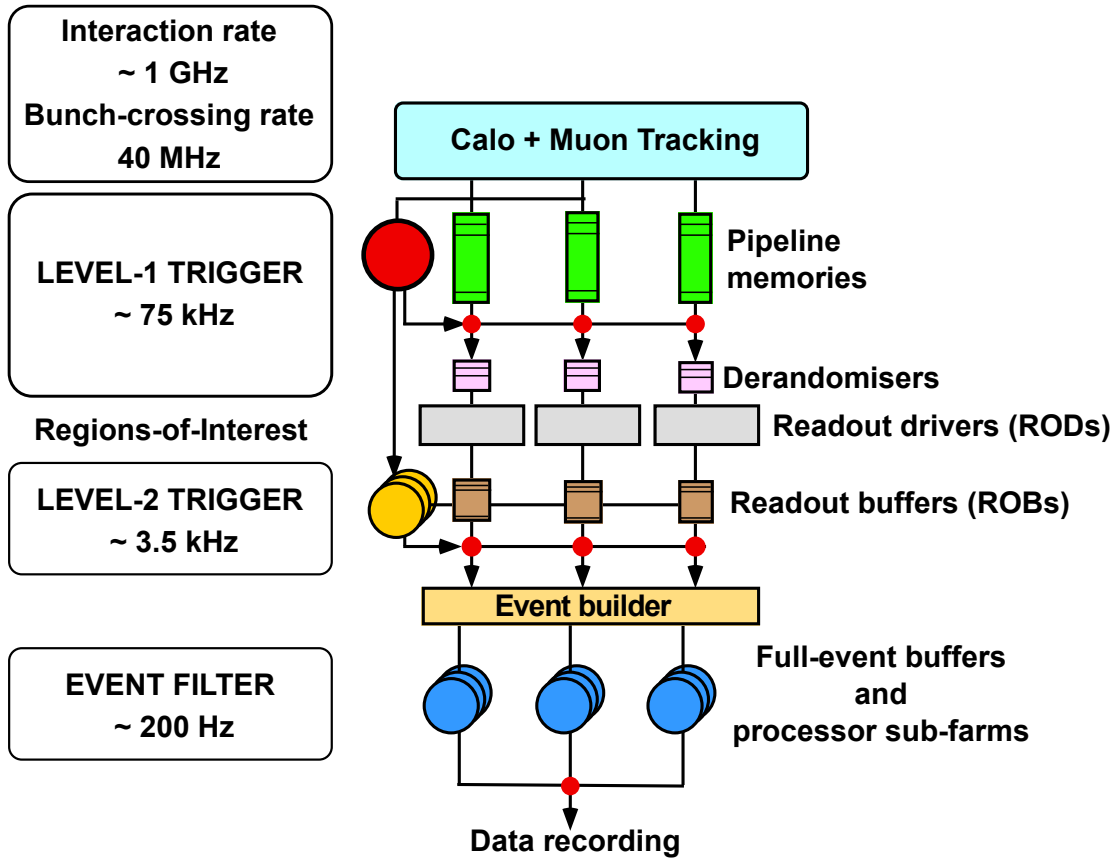 Interaction rate
~ 1 GHz
Bunch-crossing rate
40 MHz
Calo + Muon Tracking
LEVEL-1 TRIGGER
~ 75 kHz
Pipeline
memories
Derandomisers
Regions-of-Interest
Readout drivers (RODs)
LEVEL-2 TRIGGER
~ 3.5 kHz
Readout buffers (ROBs)
Event builder
EVENT FILTER
~ 200 Hz
Full-event buffers
and
processor sub-farms
Data recording